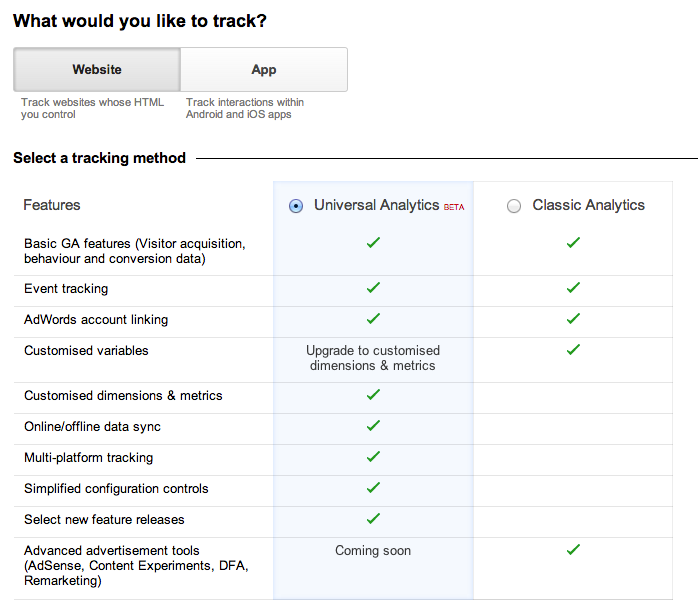 What would you like to track?
Website
App
Track websites whose HTML
you control
Track interactions within
Android and iOS apps
Select a tracking method
Features
Universal Analytics BETA
Classic Analytics
Basic GA features (Visitor acquisition,
behaviour and conversion data)
Event tracking
AdWords account linking
Customised variables
Upgrade to customised
dimensions & metrics
Customised dimensions & metrics
Online/offline data sync
Multi-platform tracking
Simplified configuration controls
Select new feature releases
Advanced advertisement tools
(AdSense, Content Experiments, DFA,
Remarketing)
Coming soon